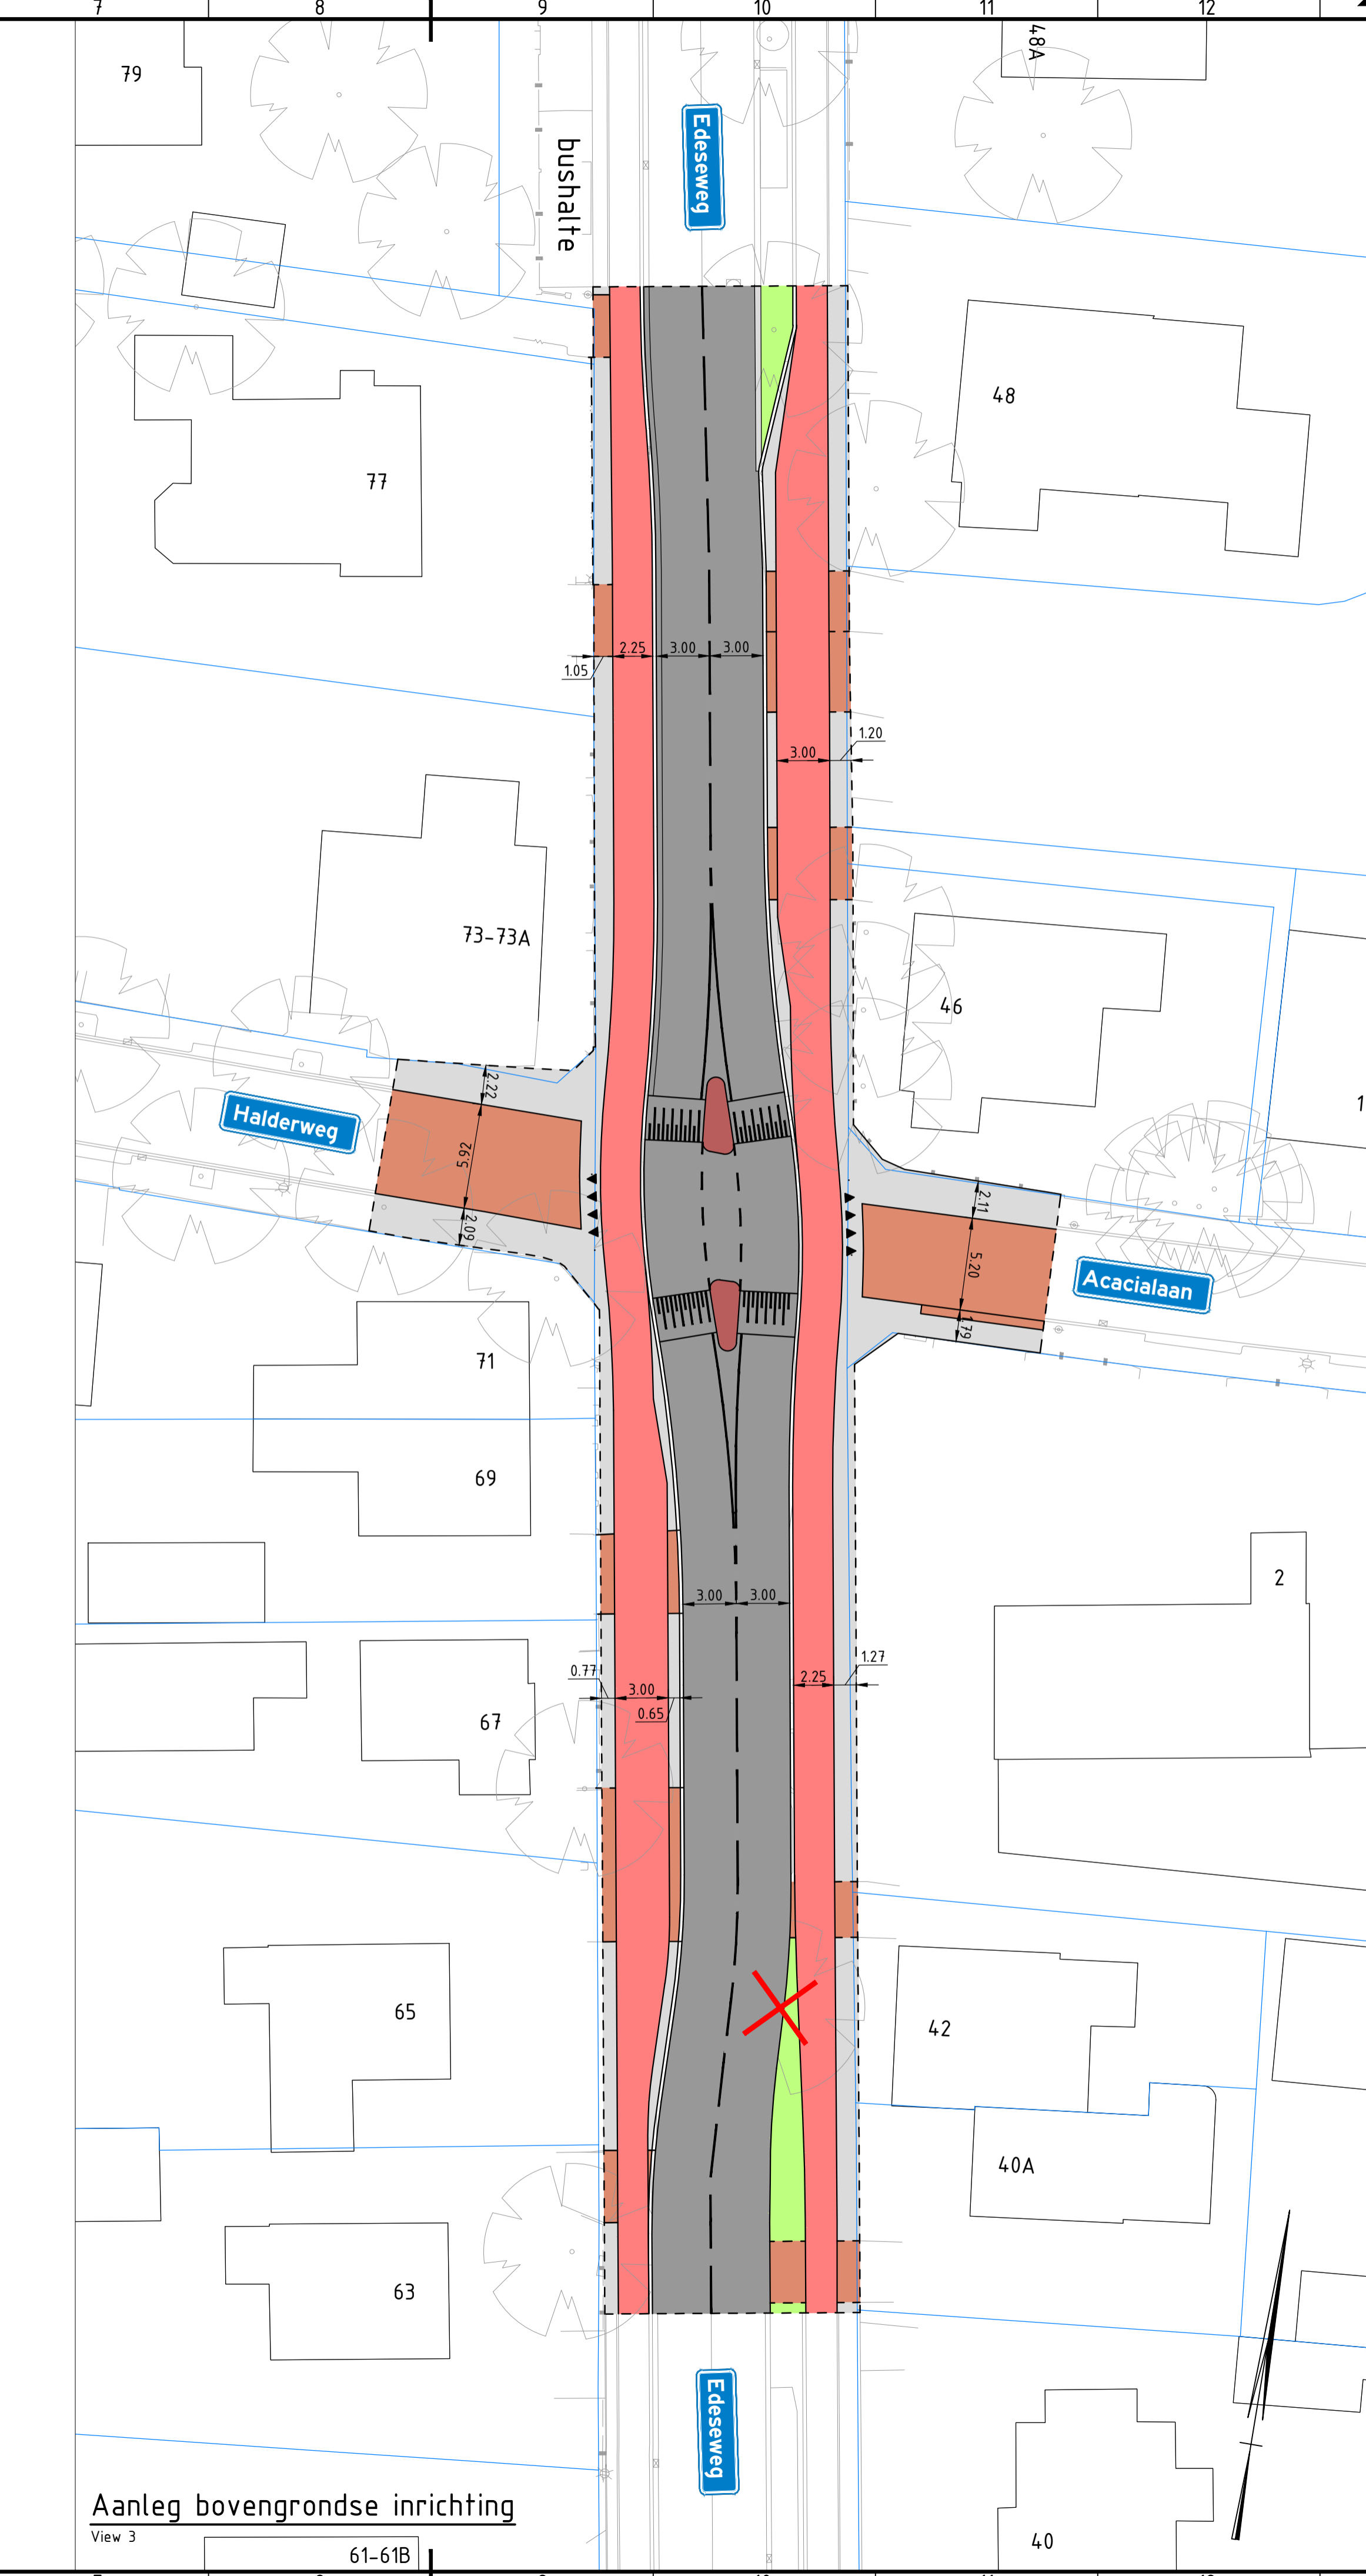 7 8 9 10 11 12
79
48A
Edeseweg
bushalte
48
77
2.25 3.00 3.00
1.05
1.20
3.00
73-73A
46
1
2.22
Halderweg
5.62
2.09
2.11
5.20
Acacialaan
1.79
71
69
2
3.00 3.00
0.77
3.00
0.65
1.27
2.25
67
65
42
40A
63
Edeseweg
Aanleg bovengrondse inrichting
View 3
61-61B
40